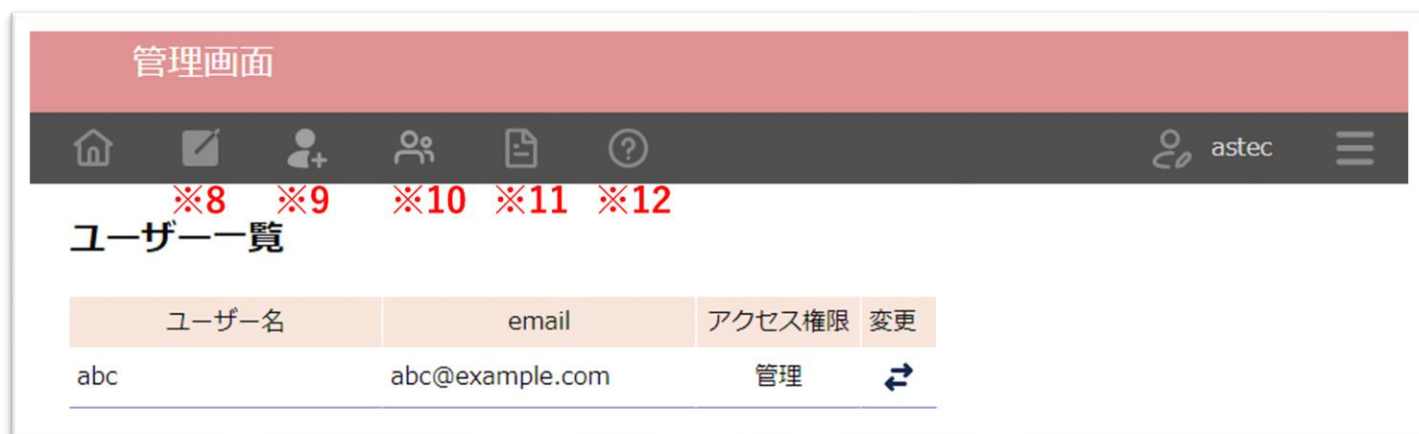 管理画面
astec
※8 ※9 ※10 ※11 ※12
ユーザー一覧
ユーザー名 email アクセス権限 変更
abc abc@example.com 管理